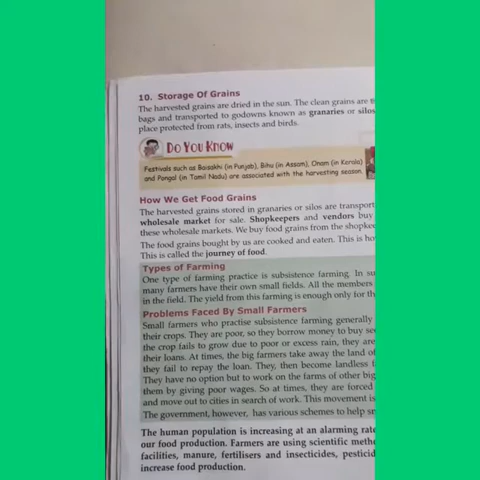 10. Storage Of Grains
The harvested grains are dried in the sun. The clean grains are
bags and transported to godowns known as granaries or silos
place protected from rats, insects and birds.
DO YOU KNOW
Festivals such as Baisakhi (in Punjab), Bihu (in Assam), Onam (in Kerala)
and Pongal (in Tamil Nadu) are associated with the harvesting season.
How We Get Food Grains
The harvested grains stored in granaries or silos are transport
wholesale market for sale. Shopkeepers and vendors buy
these wholesale markets. We buy food grains from the shopkee
The food grains bought by us are cooked and eaten. This is ho
This is called the journey of food.
Types of Farming
One type of farming practice is subsistence farming. In su
many farmers have their own small fields. All the members
in the field. The yield from this farming is enough only for th
Problems Faced By Small Farmers
Small farmers who practise subsistence farming generally
their crops. They are poor, so they borrow money to buy see
the crop fails to grow due to poor or excess rain, they are
their loans. At times, the big farmers take away the land of
they fail to repay the loan. They, then become landless
They have no option but to work on the farms of other big
them by giving poor wages. So at times, they are forced
and move out to cities in search of work. This movement is
The government, however, has various schemes to help sm
The human population is increasing at an alarming rate
our food production. Farmers are using scientific metho
facilities, manure, fertilisers and insecticides, pesticid
increase food production.